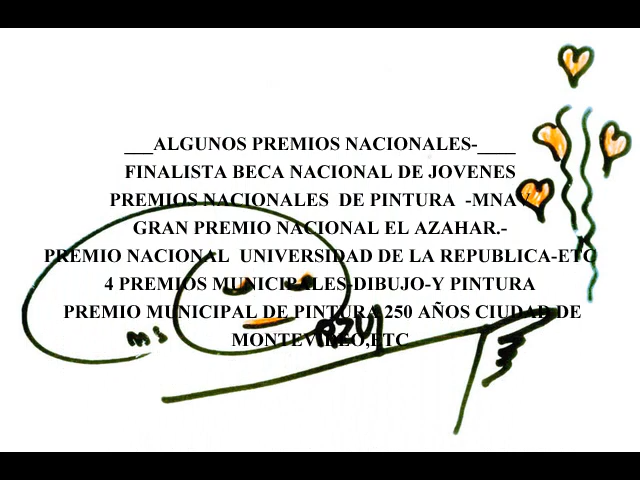 ___ALGUNOS PREMIOS NACIONALES-____
FINALISTA BECA NACIONAL DE JOVENES
PREMIOS NACIONALES DE PINTURA -MNAV
GRAN PREMIO NACIONAL EL AZAHAR.-
PREMIO NACIONAL UNIVERSIDAD DE LA REPUBLICA-ETC
4 PREMIOS MUNICIPALES-DIBUJO-Y PINTURA
PREMIO MUNICIPAL DE PINTURA 250 AÑOS CIUDAD DE
MONTEVIDEO,ETC